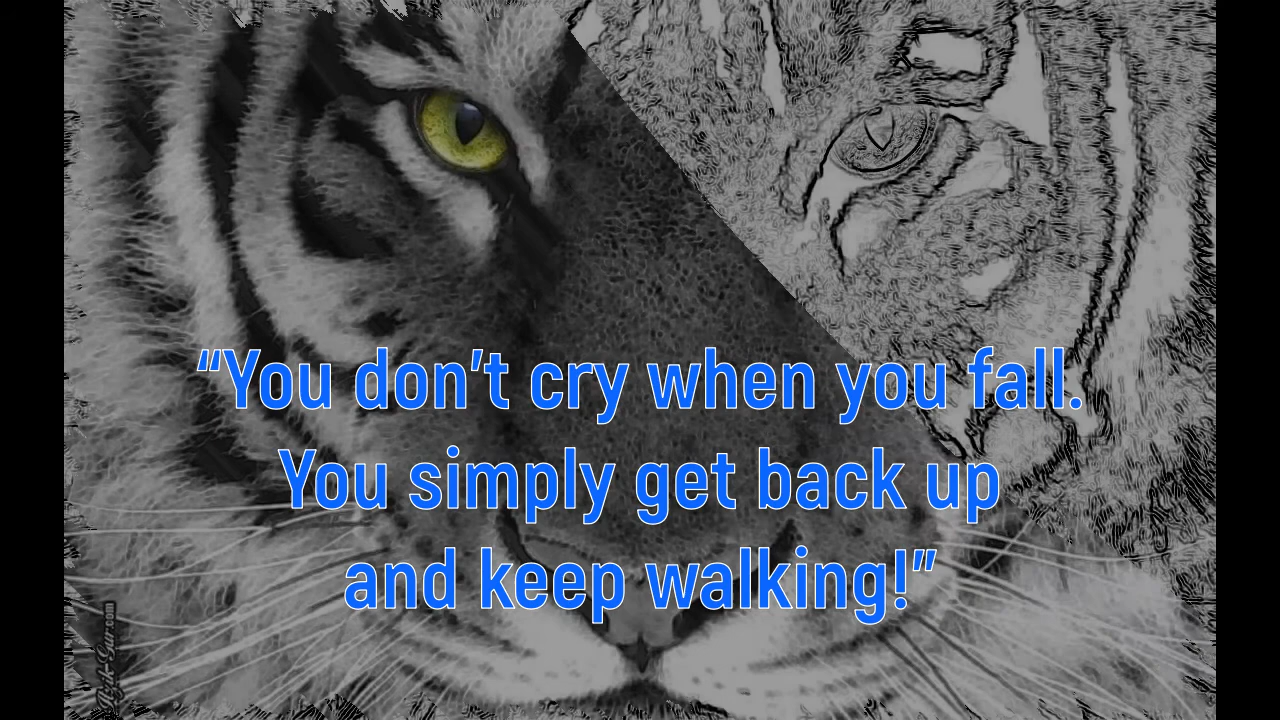 “You don’t cry when you fall.
You simply get back up
and keep walking!”